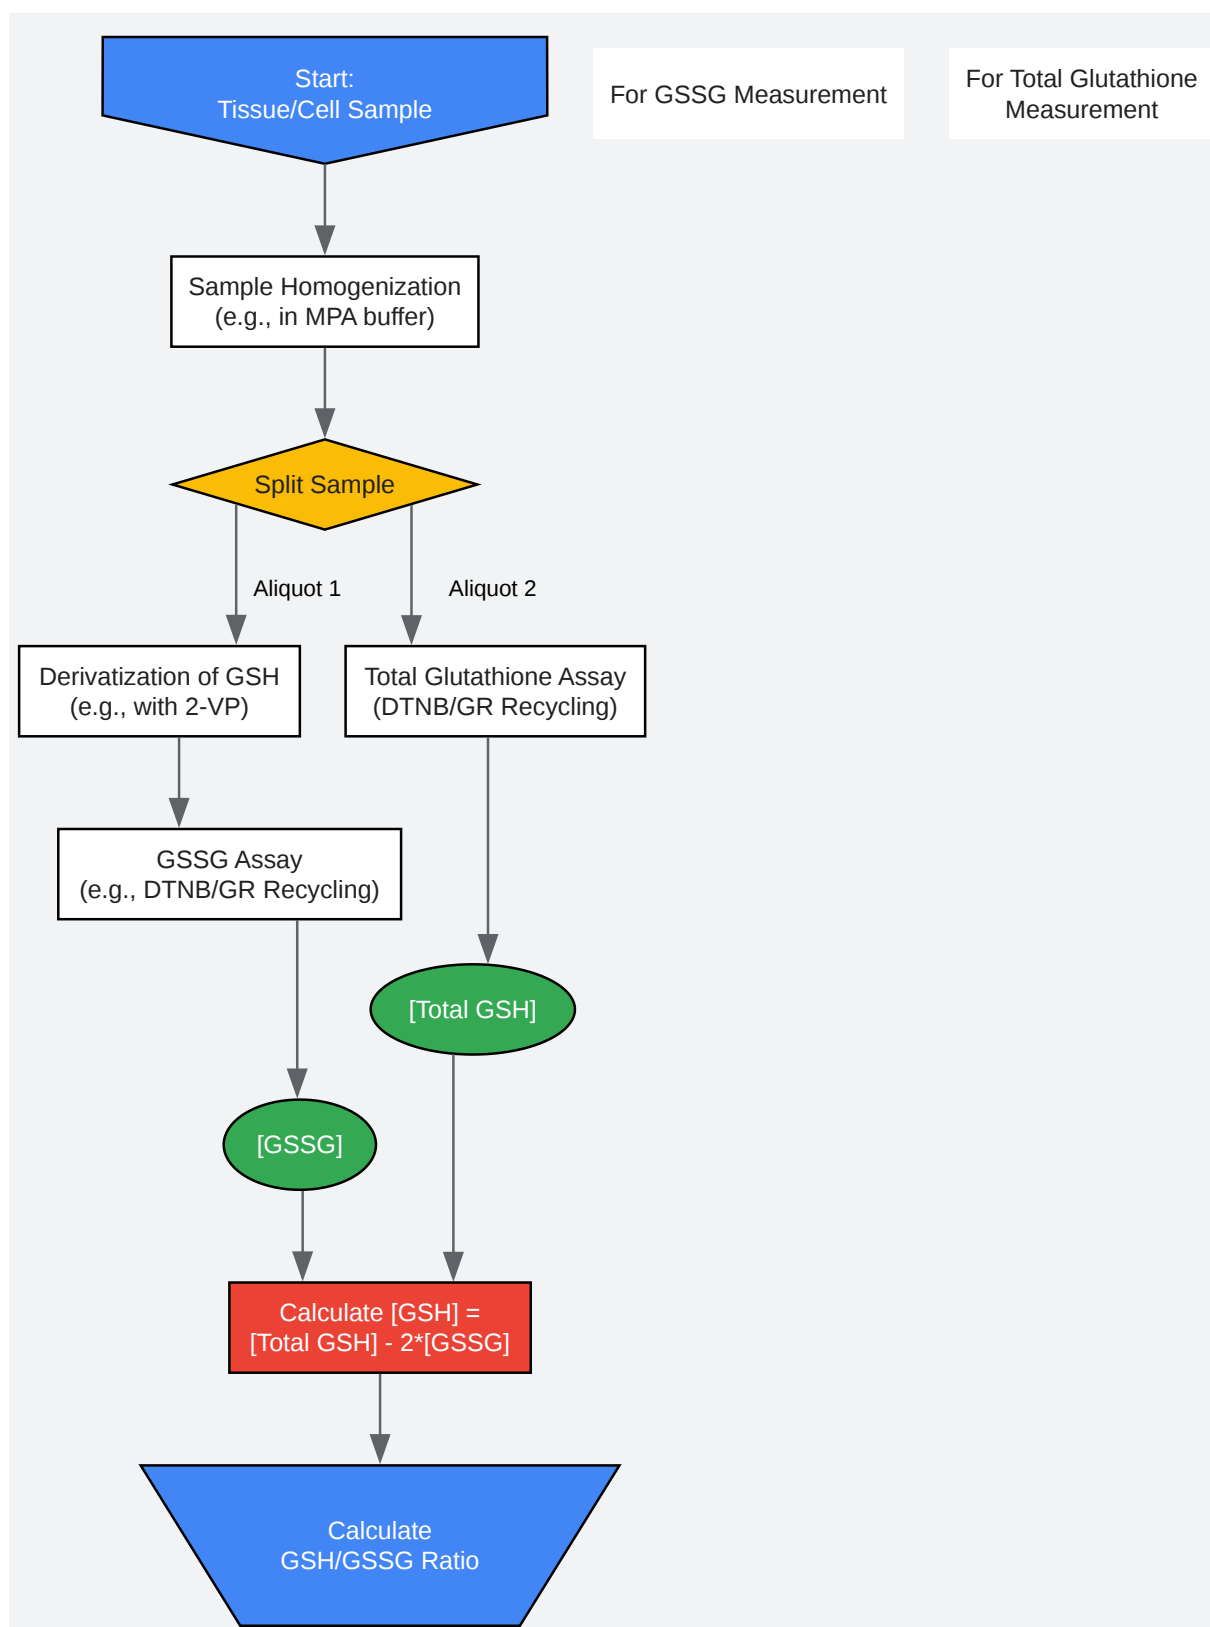 Start:
Tissue/Cell Sample
For GSSG Measurement
For Total Glutathione
Measurement
Sample Homogenization
(e.g., in MPA buffer)
Split Sample
Aliquot 1
Aliquot 2
Derivatization of GSH
(e.g., with 2-VP)
Total Glutathione Assay
(DTNB/GR Recycling)
GSSG Assay
(e.g., DTNB/GR Recycling)
[Total GSH]
[GSSG]
Calculate [GSH] =
[Total GSH] - 2*[GSSG]
Calculate
GSH/GSSG Ratio